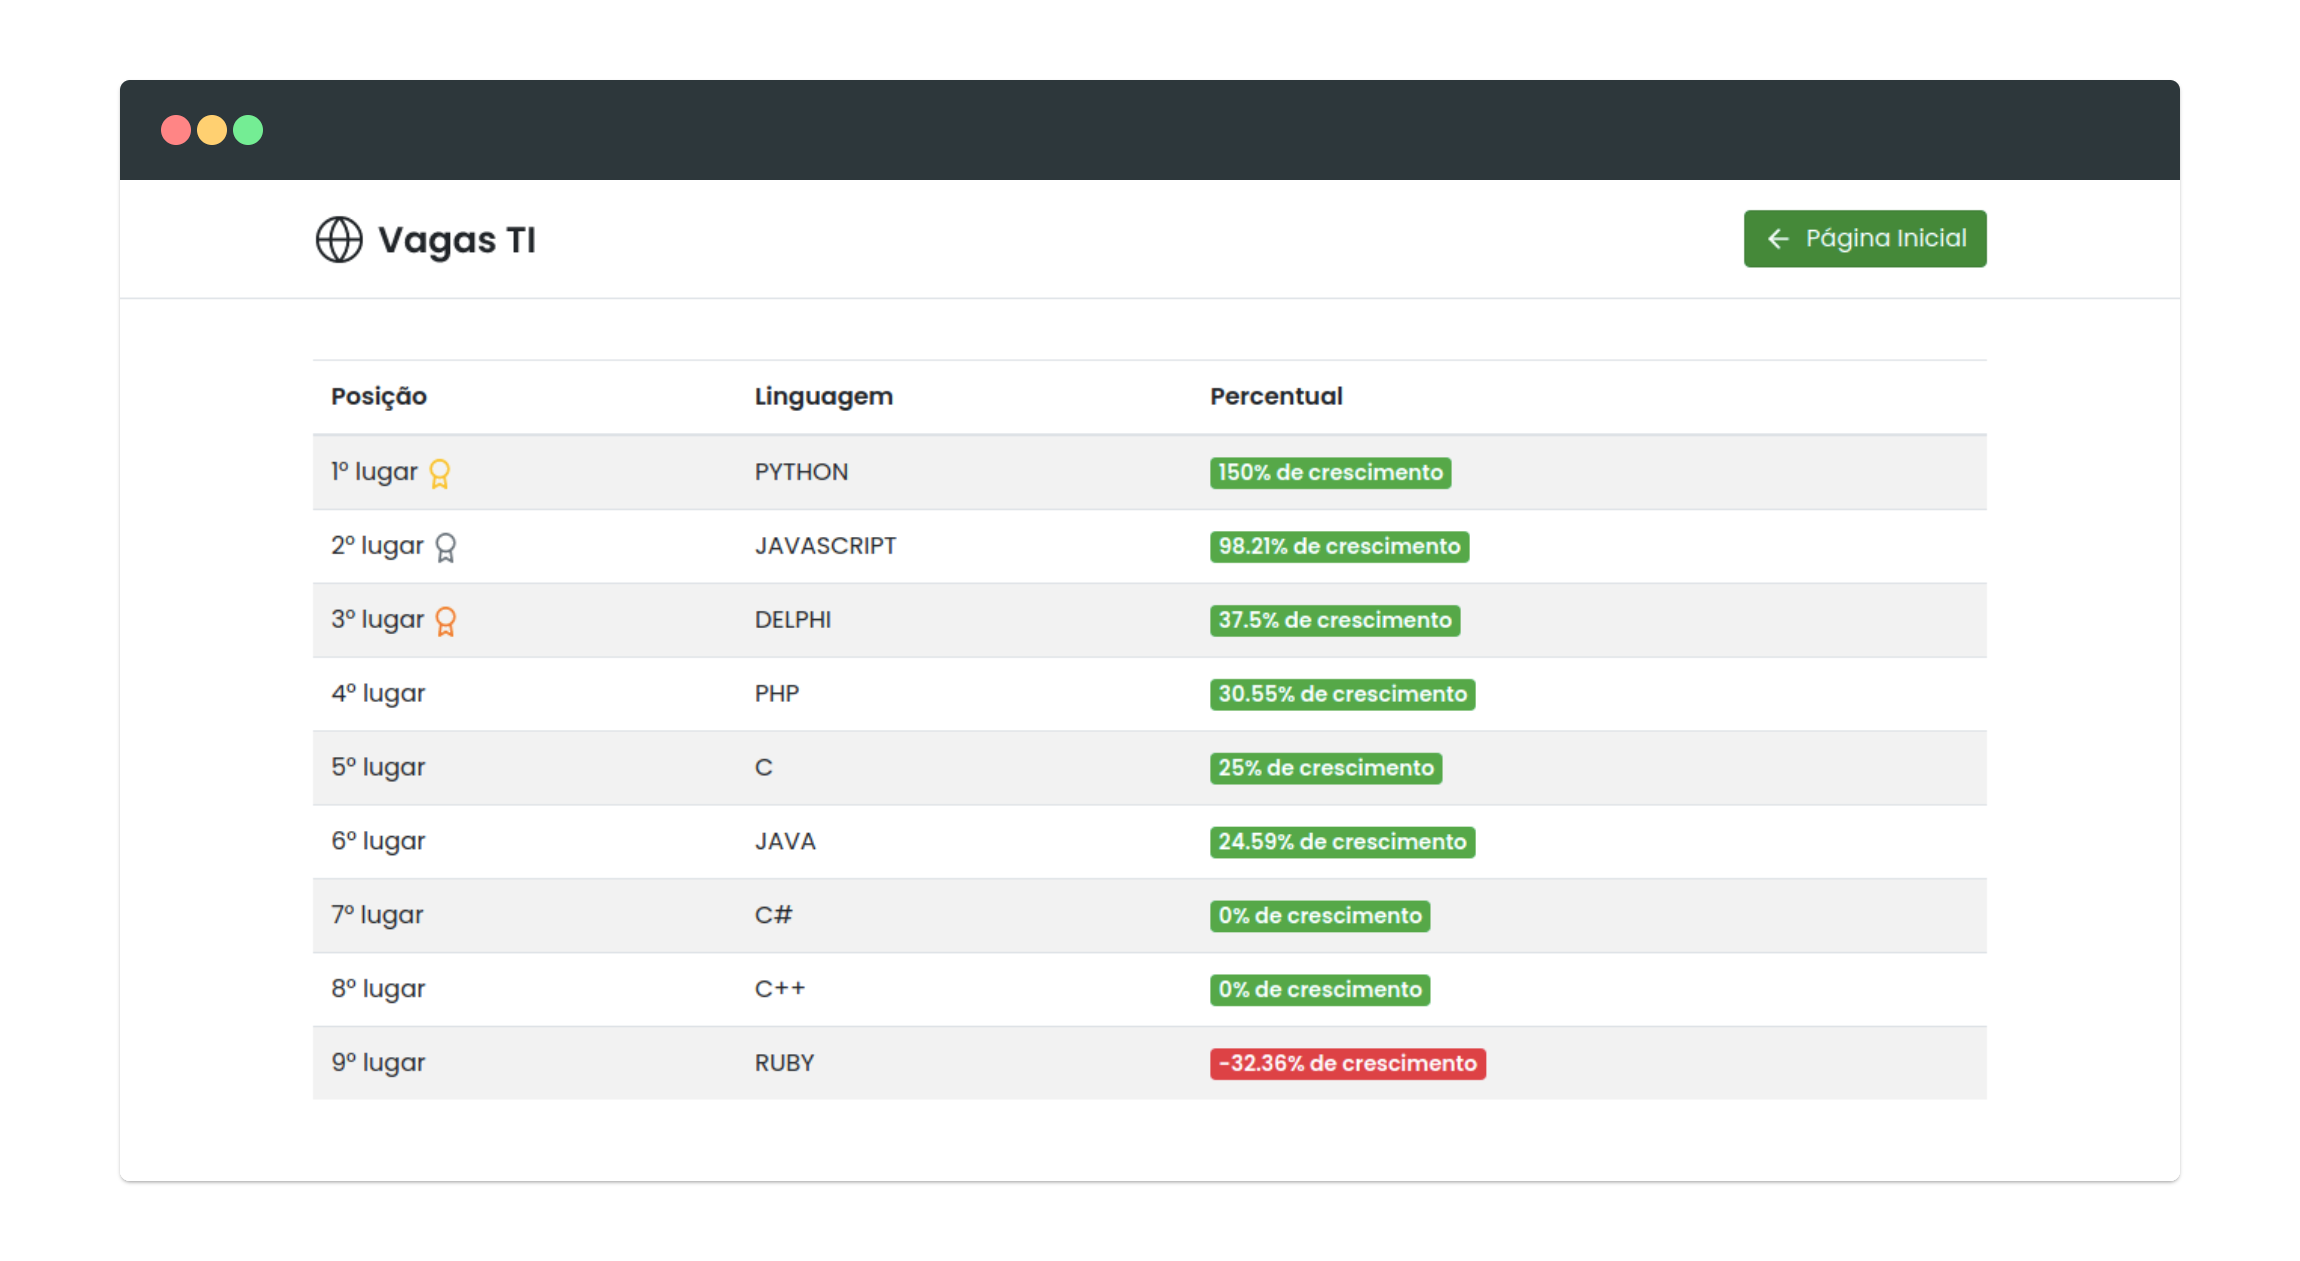 Vagas TI
Página Inicial
Posição Linguagem Percentual
1º lugar PYTHON 150% de crescimento
2º lugar JAVASCRIPT 98.21% de crescimento
3º lugar DELPHI 37.5% de crescimento
4º lugar PHP 30.55% de crescimento
5º lugar C 25% de crescimento
6º lugar JAVA 24.59% de crescimento
7º lugar C# 0% de crescimento
8º lugar C++ 0% de crescimento
9º lugar RUBY -32.36% de crescimento